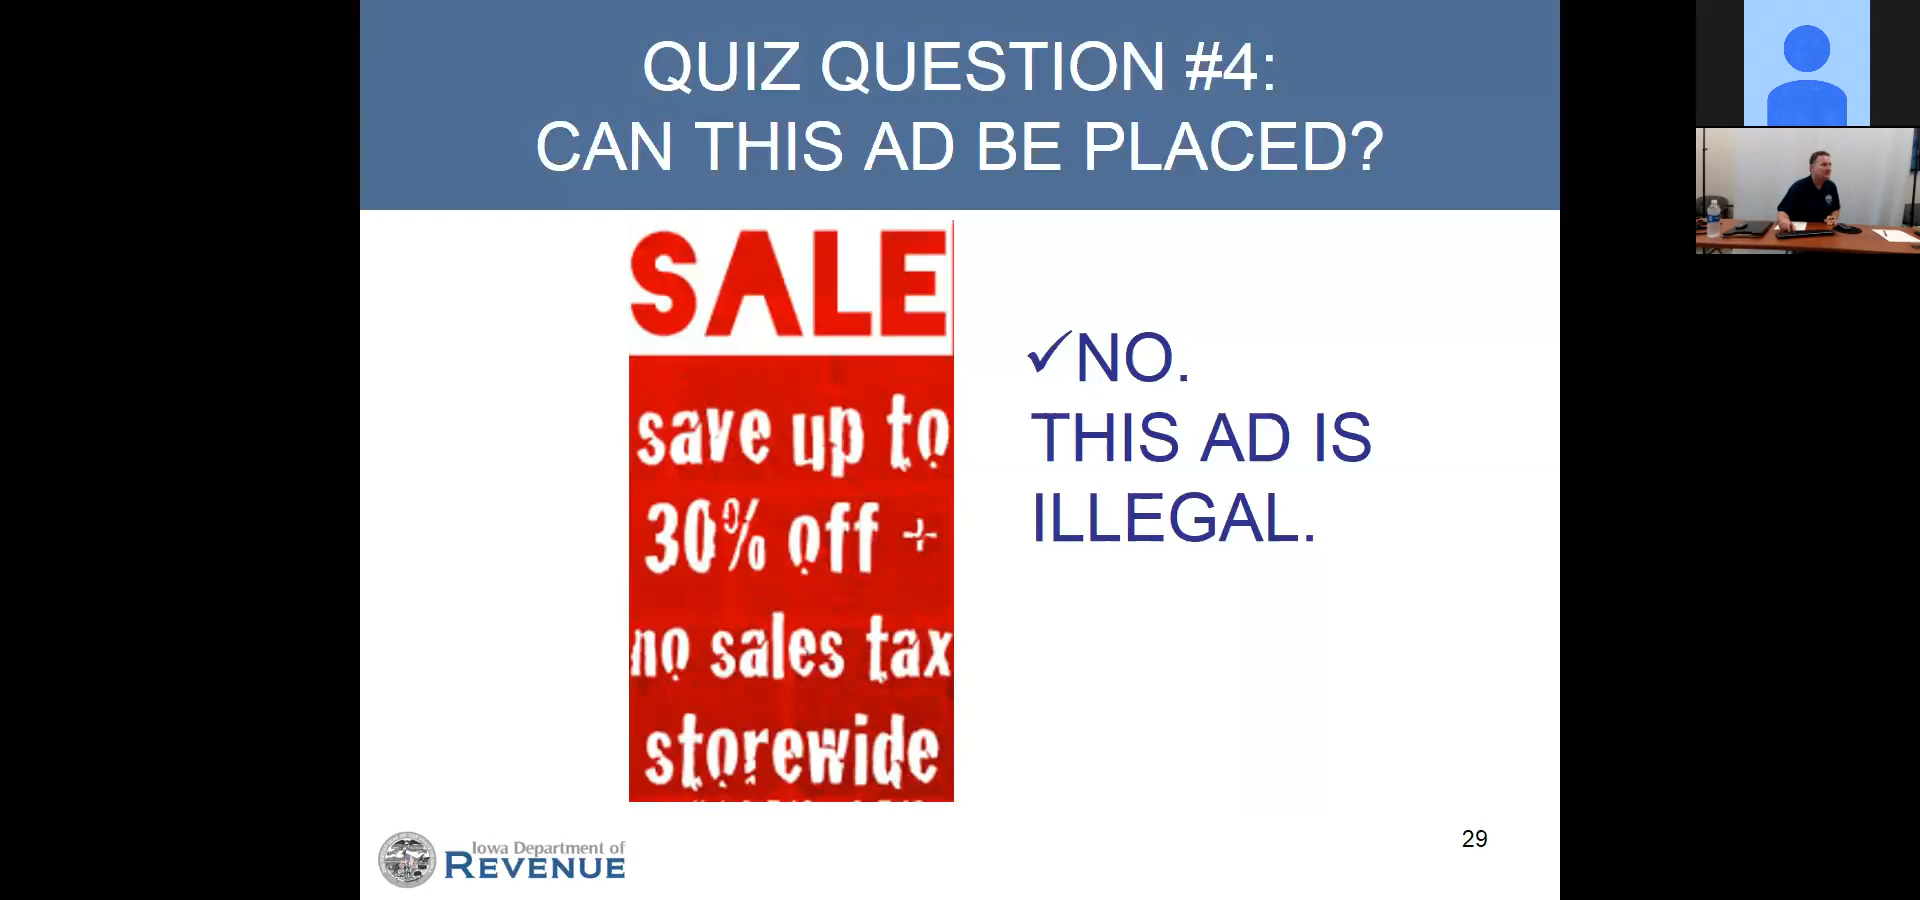 QUIZ QUESTION #4:
CAN THIS AD BE PLACED?
SALE
save up to
30% off +
no sales tax
storewide
✓NO.
THIS AD IS
ILLEGAL.
Iowa Department of
REVENUE
29